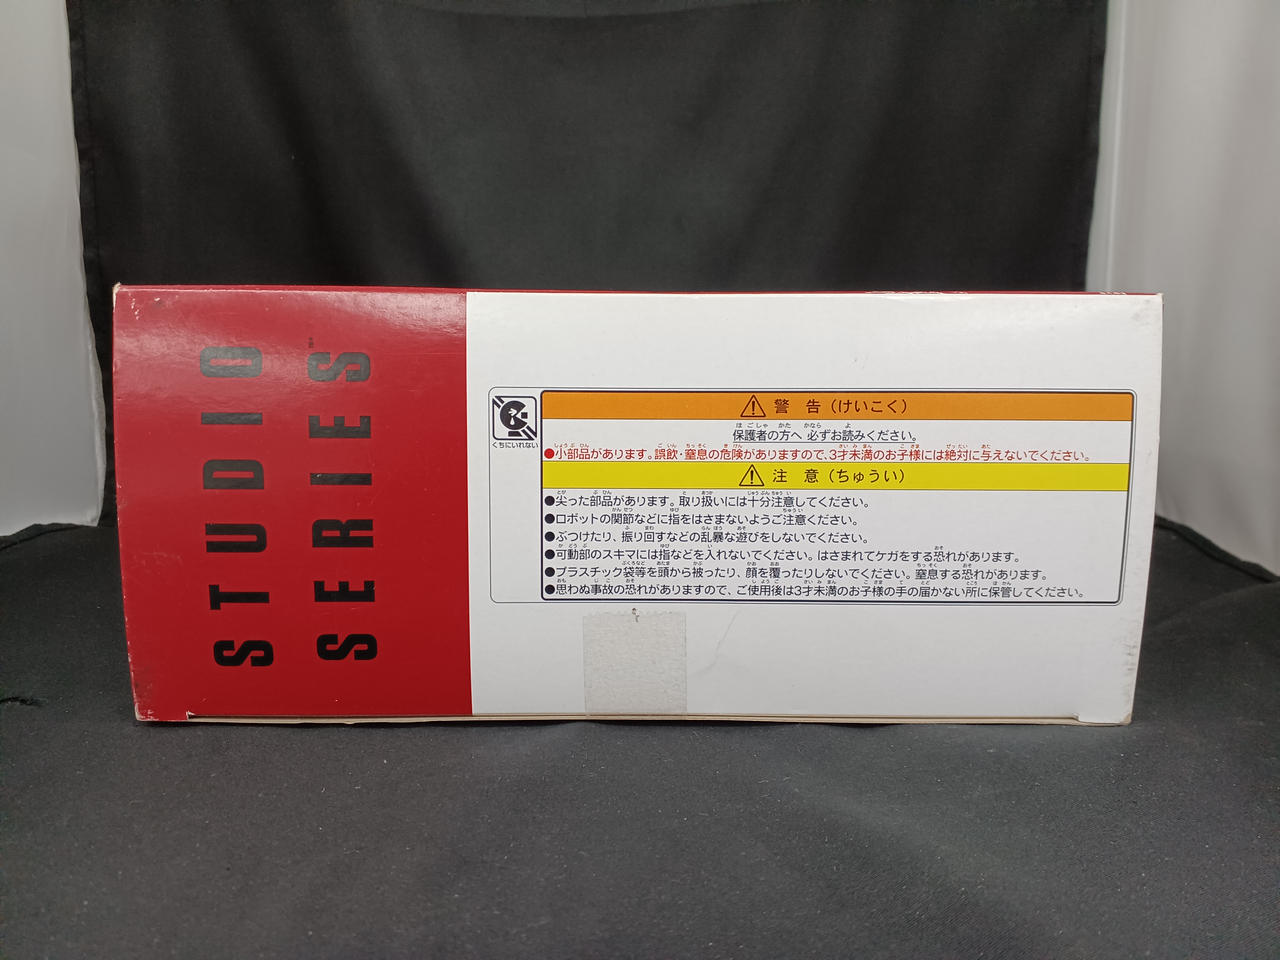 STUDIO
SERIES™
くちにいれない
警告（けいこく）
保護者の方へ 必ずお読みください。
●小部品があります。誤飲・窒息の危険がありますので、3才未満のお子様には絶対に与えないでください。
注意（ちゅうい）
●尖った部品があります。取り扱いには十分注意してください。
●ロボットの関節などに指をはさまないようご注意ください。
●ぶつけたり、振り回すなどの乱暴な遊びをしないでください。
●可動部のスキマには指などを入れないでください。はさまれてケガをする恐れがあります。
●プラスチック袋等を頭から被ったり、顔を覆ったりしないでください。窒息する恐れがあります。
●思わぬ事故の恐れがありますので、ご使用後は3才未満のお子様の手の届かない所に保管してください。